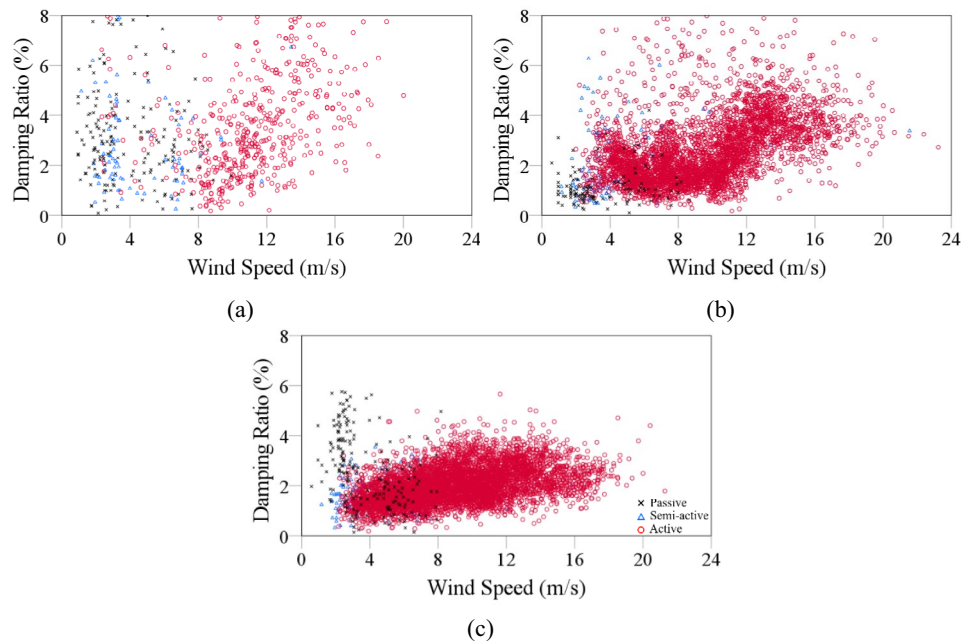 8
6
4
2
0
Damping Ratio (%)
0 4 8 12 16 20 24
Wind Speed (m/s)
(a)
8
6
4
2
0
Damping Ratio (%)
0 4 8 12 16 20 24
Wind Speed (m/s)
(b)
8
6
4
2
0
Damping Ratio (%)
Passive
Semi-active
Active
0 4 8 12 16 20 24
Wind Speed (m/s)
(c)